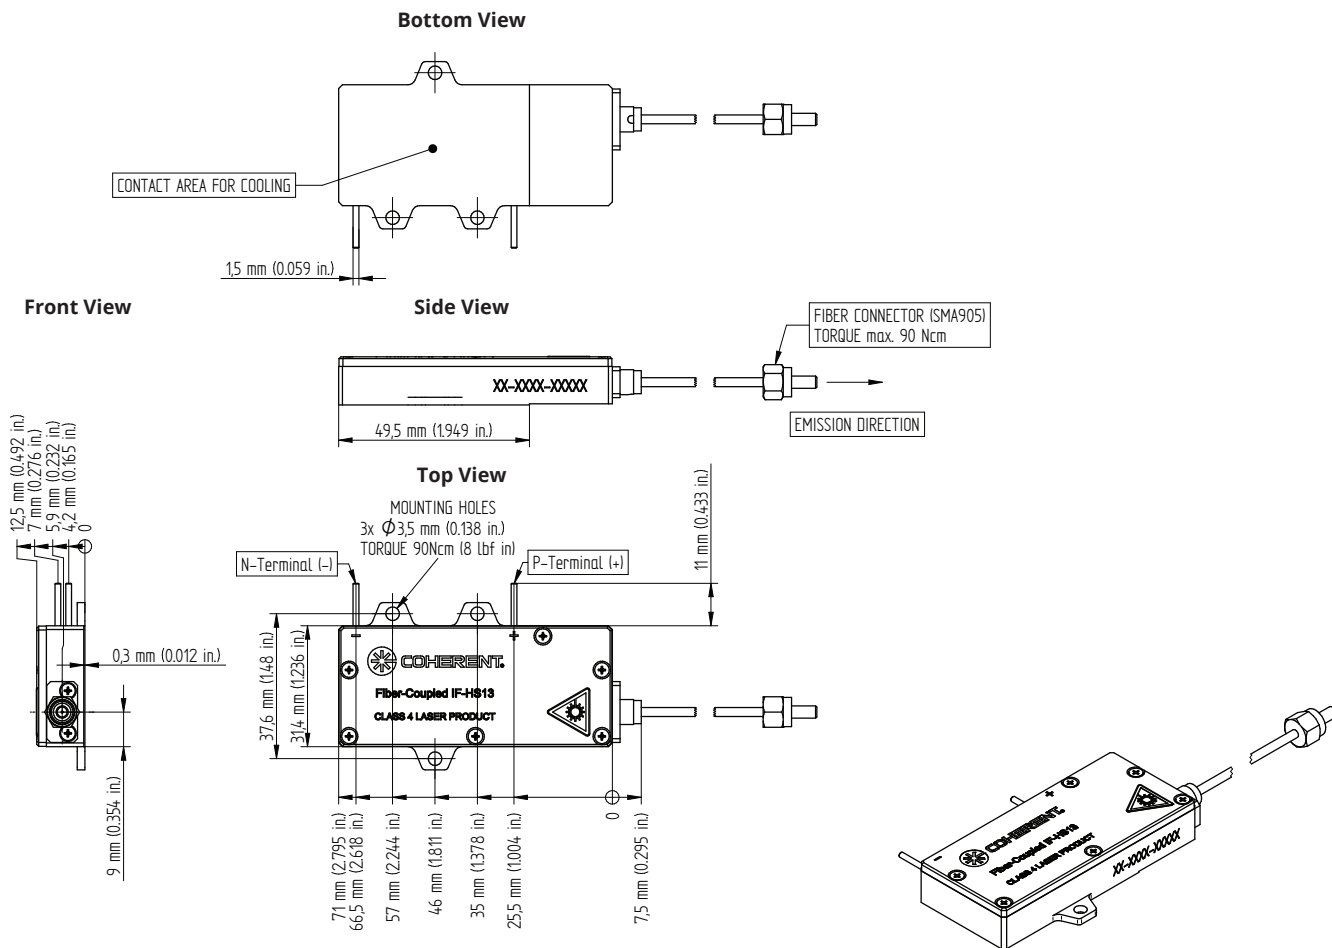 Bottom View
CONTACT AREA FOR COOLING
1,5 mm (0.059 in.)
Front View
Side View
FIBER CONNECTOR (SMA905)
TORQUE max. 90 Ncm
XX-XXXX-XXXXX
49,5 mm (1.949 in.)
EMISSION DIRECTION
12,5 mm (0.492 in.)
7 mm (0.276 in.)
5,9 mm (0.232 in.)
4,2 mm (0.165 in.)
0
Top View
MOUNTING HOLES
3x Ø3,5 mm (0.138 in.)
TORQUE 90Ncm (8 lbf in)
N-Terminal (-)
P-Terminal (+)
11 mm (0.433 in.)
0,3 mm (0.012 in.)
9 mm (0.354 in.)
37,6 mm (1.48 in.)
31,4 mm (1.236 in.)
- +
COHERENT.
Fiber-Coupled IF-HS13
CLASS 4 LASER PRODUCT
71 mm (2.795 in.)
66,5 mm (2.618 in.)
57 mm (2.244 in.)
46 mm (1.811 in.)
35 mm (1.378 in.)
25,5 mm (1.004 in.)
0
7,5 mm (0.295 in.)
- +
COHERENT.
Fiber-Coupled IF-HS13
CLASS 4 LASER PRODUCT
XX-XXXX-XXXXX